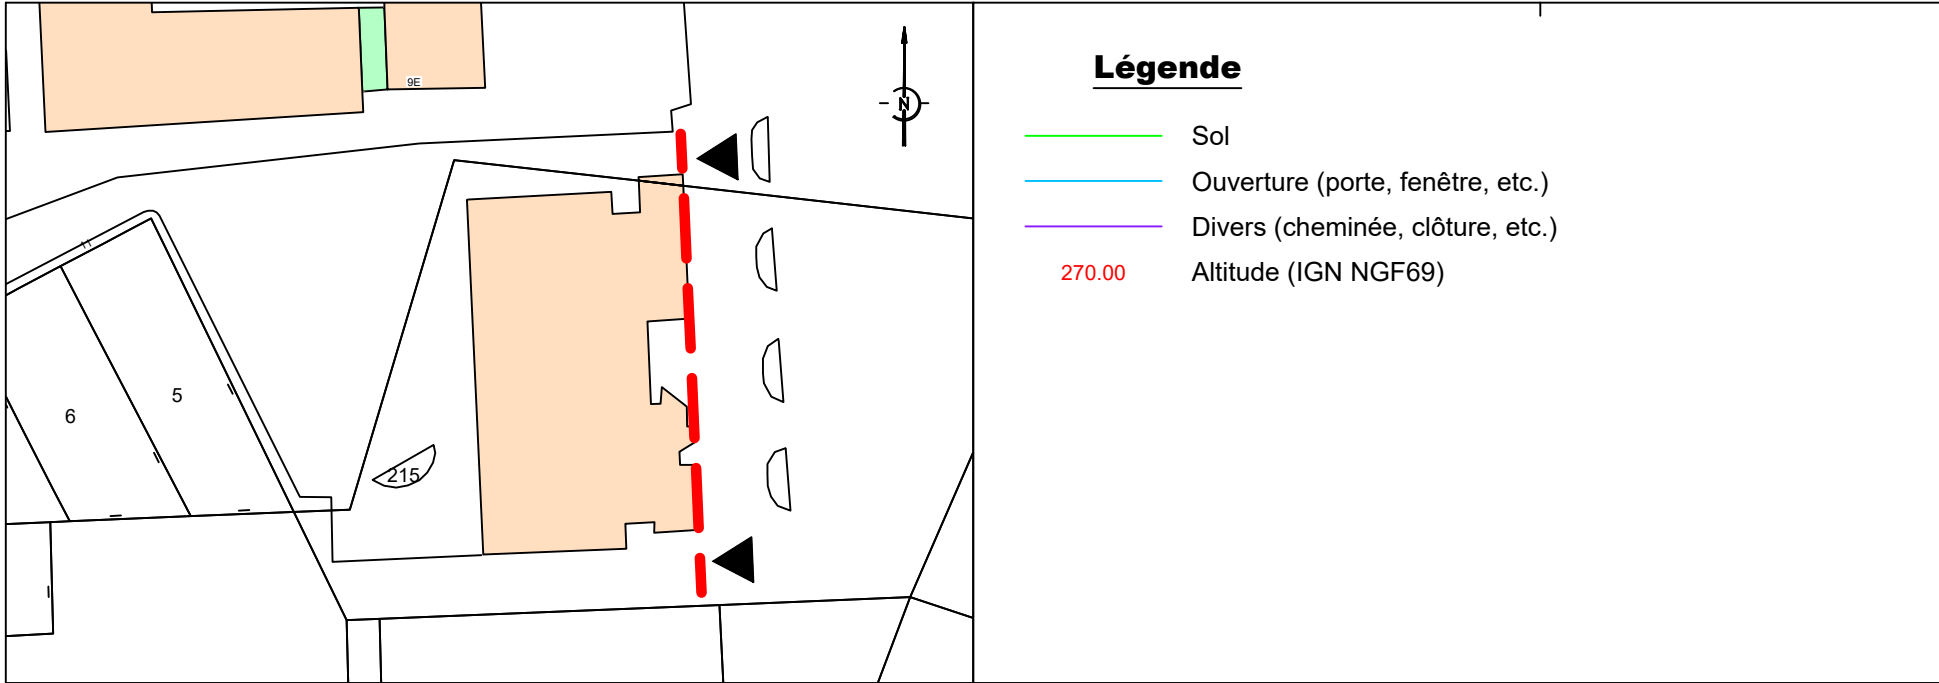 9E
N
5
6
215
Légende
Sol
Ouverture (porte, fenêtre, etc.)
Divers (cheminée, clôture, etc.)
270.00 Altitude (IGN NGF69)